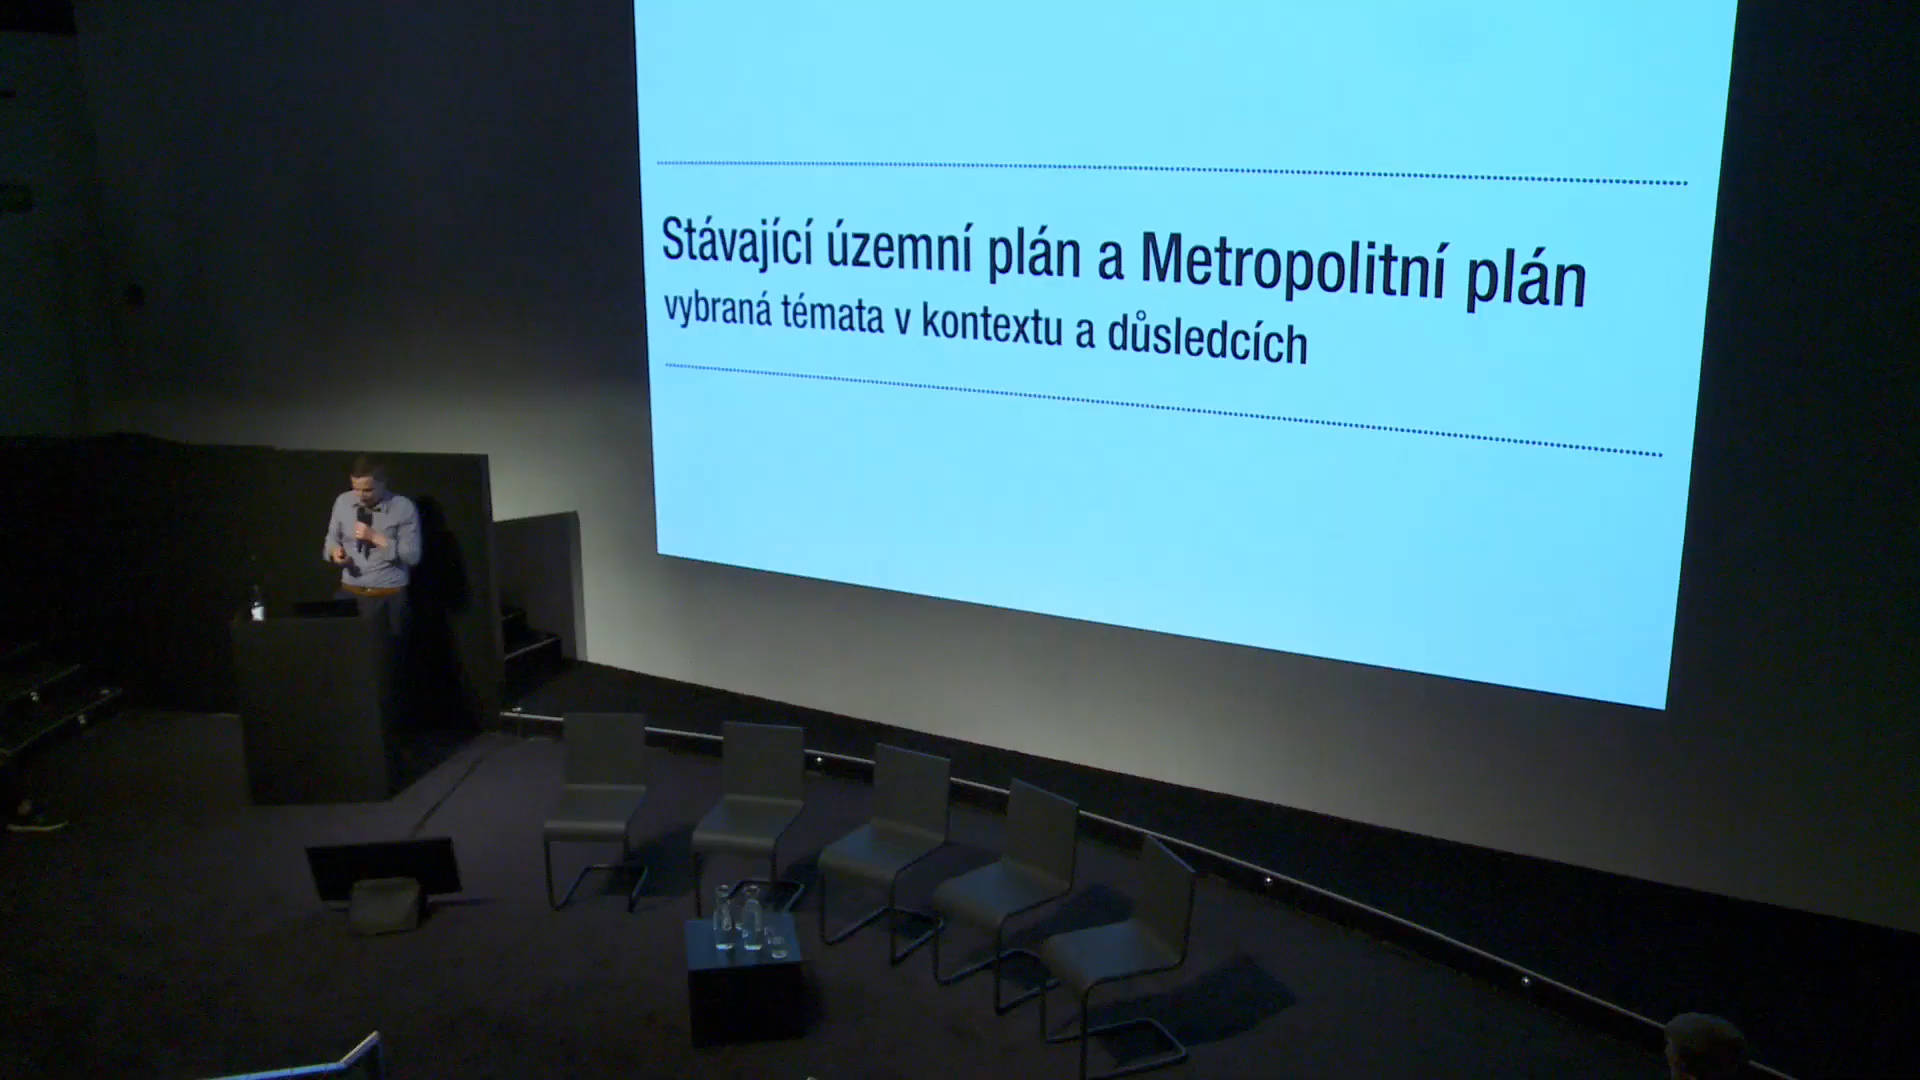 Stávající územní plán a Metropolitní plán
vybraná témata v kontextu a důsledcích